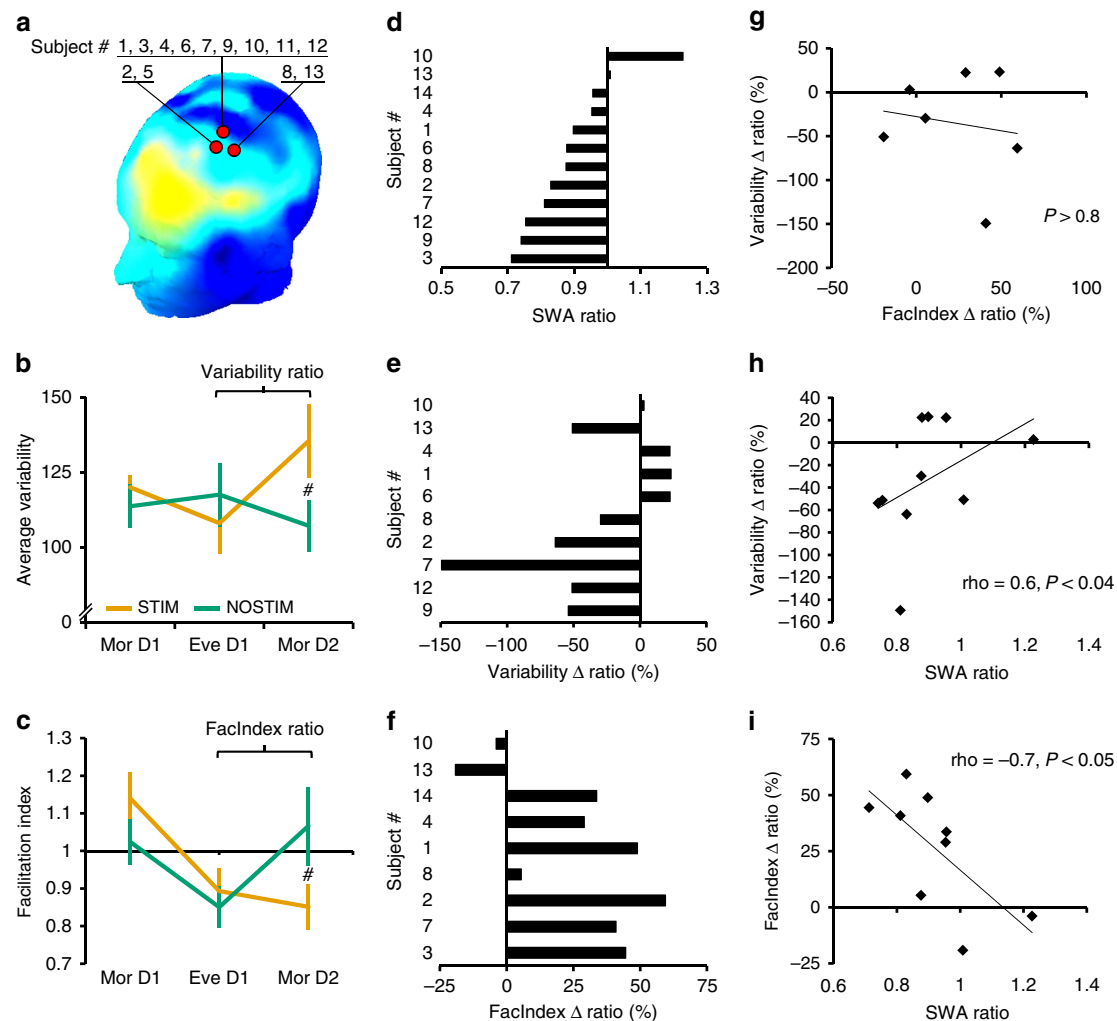 a
Subject # 1, 3, 4, 6, 7, 9, 10, 11, 12
2, 5
8, 13
b
Variability ratio
150
125
100
0
Average variability
#
STIM
NOSTIM
Mor D1
Eve D1
Mor D2
c
FacIndex ratio
1.3
1.2
1.1
1
0.9
0.8
0.7
Facilitation index
#
Mor D1
Eve D1
Mor D2
d
Subject #
10
13
14
4
1
6
8
2
7
12
9
3
0.5
0.7
0.9
1.1
1.3
SWA ratio
e
Subject #
10
13
4
1
6
8
2
7
12
9
−150
−100
−50
0
50
Variability Δ ratio (%)
f
Subject #
10
13
14
4
1
8
2
7
3
−25
0
25
50
75
FacIndex Δ ratio (%)
g
Variability Δ ratio (%)
50
0
−50
−100
−150
−200
P > 0.8
−50
0
50
100
FacIndex Δ ratio (%)
h
Variability Δ ratio (%)
40
20
0
−20
−40
−60
−80
−100
−120
−140
−160
rho = 0.6, P < 0.04
0.6
0.8
1
1.2
1.4
SWA ratio
i
FacIndex Δ ratio (%)
75
50
25
0
−25
rho = −0.7, P < 0.05
0.6
0.8
1
1.2
1.4
SWA ratio